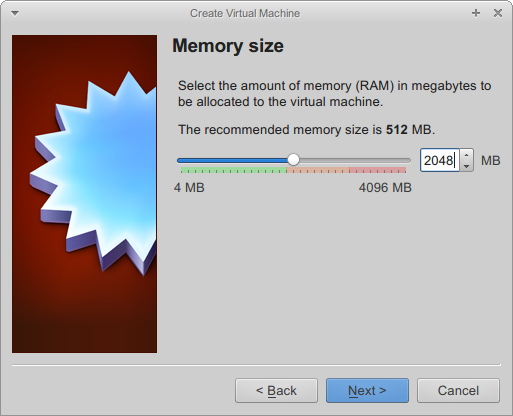 Create Virtual Machine
Memory size
Select the amount of memory (RAM) in megabytes to
be allocated to the virtual machine.
The recommended memory size is 512 MB.
2048 MB
4 MB 4096 MB
< Back Next > Cancel